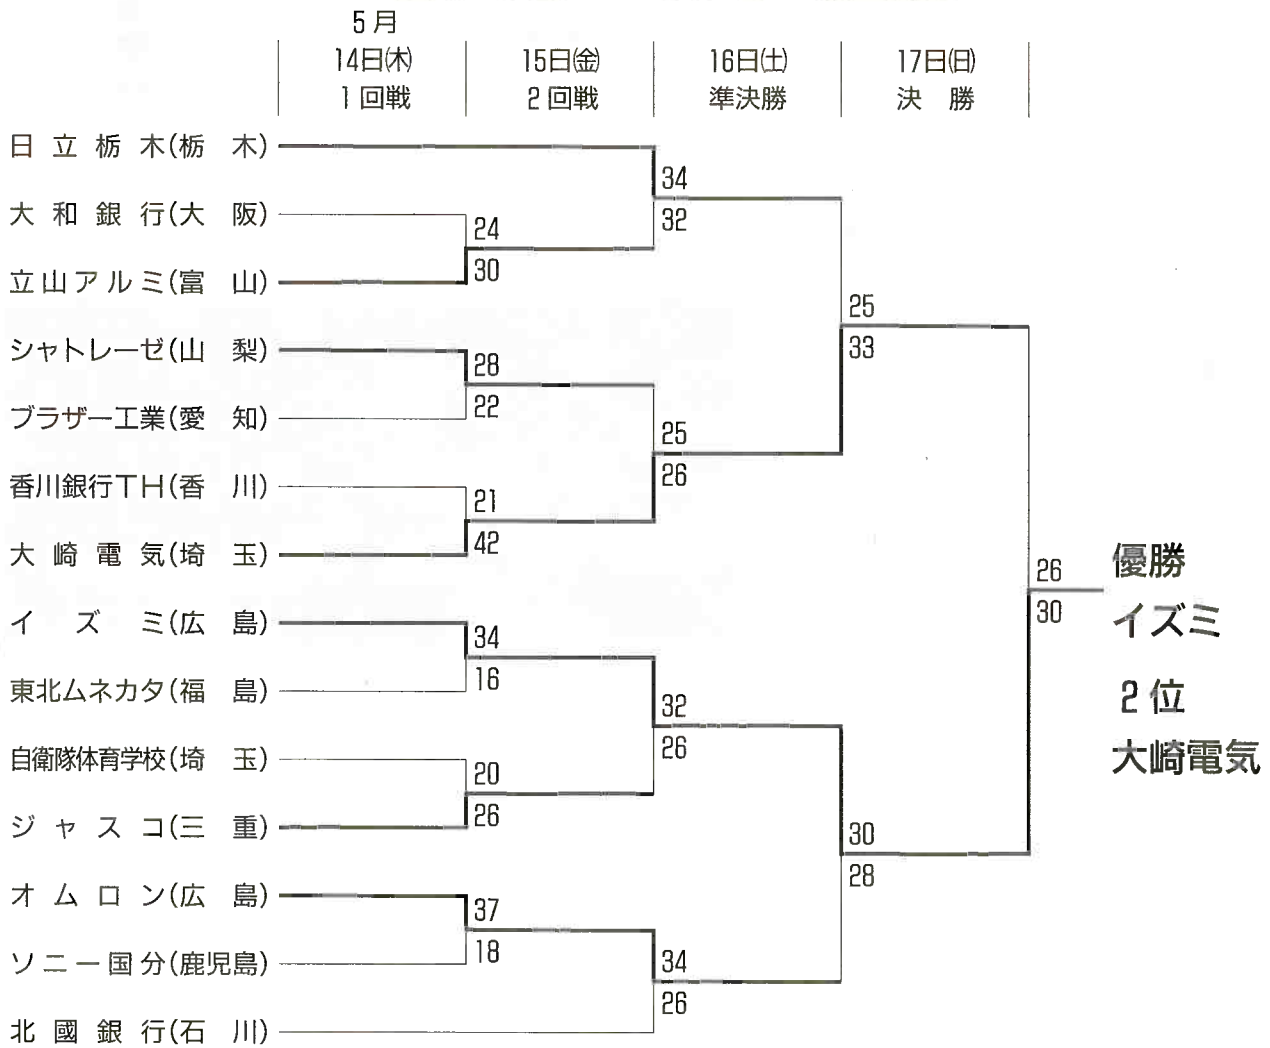 5月
14日(木) 15日(金) 16日(土) 17日(日)
1回戦 2回戦 準決勝 決勝
日立栃木(栃木)
34
大和銀行(大阪)
32
24
30
立山アルミ(富山)
25
シャトレーゼ(山梨)
33
28
22
ブラザー工業(愛知)
25
26
香川銀行TH(香川)
21
42
大崎電気(埼玉)
優勝
26
30
イズミ(広島)
イズミ
34
16
東北ムネカタ(福島)
2位
32
26
自衛隊体育学校(埼玉)
大崎電気
20
26
ジャスコ(三重)
30
28
オムロン(広島)
37
18
ソニー国分(鹿児島)
34
26
北國銀行(石川)